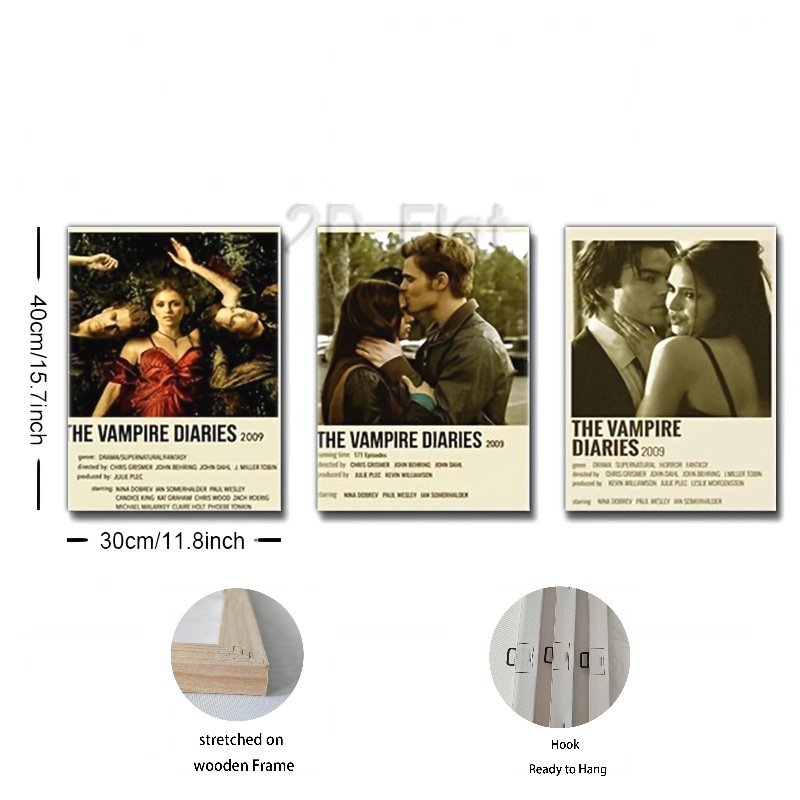 2D Flat
40cm/15.7inch
THE VAMPIRE DIARIES 2009
genre: DRAMA/SUPERNATURAL/FANTASY
directed by: CHRIS GRISMER JOHN BEHRING JOHN DAHL J. MILLER TOBIN
produced by: JULIE PLEC
starring: NINA DOBREV IAN SOMERHALDER PAUL WESLEY
CANDICE KING KAT GRAHAM CHRIS WOOD ZACH ROERIG
MICHAEL MALARKEY CLAIRE HOLT PHOEBE TONKIN
THE VAMPIRE DIARIES 2009
running time: 171 Episodes
directed by CHRIS GRISMER JOHN BEHRING JOHN DAHL
produced by JULIE PLEC KEVIN WILLIAMSON
starring NINA DOBREV PAUL WESLEY IAN SOMERHALDER
THE VAMPIRE
DIARIES 2009
genre : DRAMA SUPERNATURAL HORROR FANTASY
directed by CHRIS GRISMER JOHN DAHL JOHN BEHRING J.MILLER TOBIN
produced by KEVIN WILLIAMSON JULIE PLEC LESLIE MORGENSTEIN
starring NINA DOBREV PAUL WESLEY IAN SOMERHALDER
30cm/11.8inch
stretched on
wooden Frame
Hook
Ready to Hang